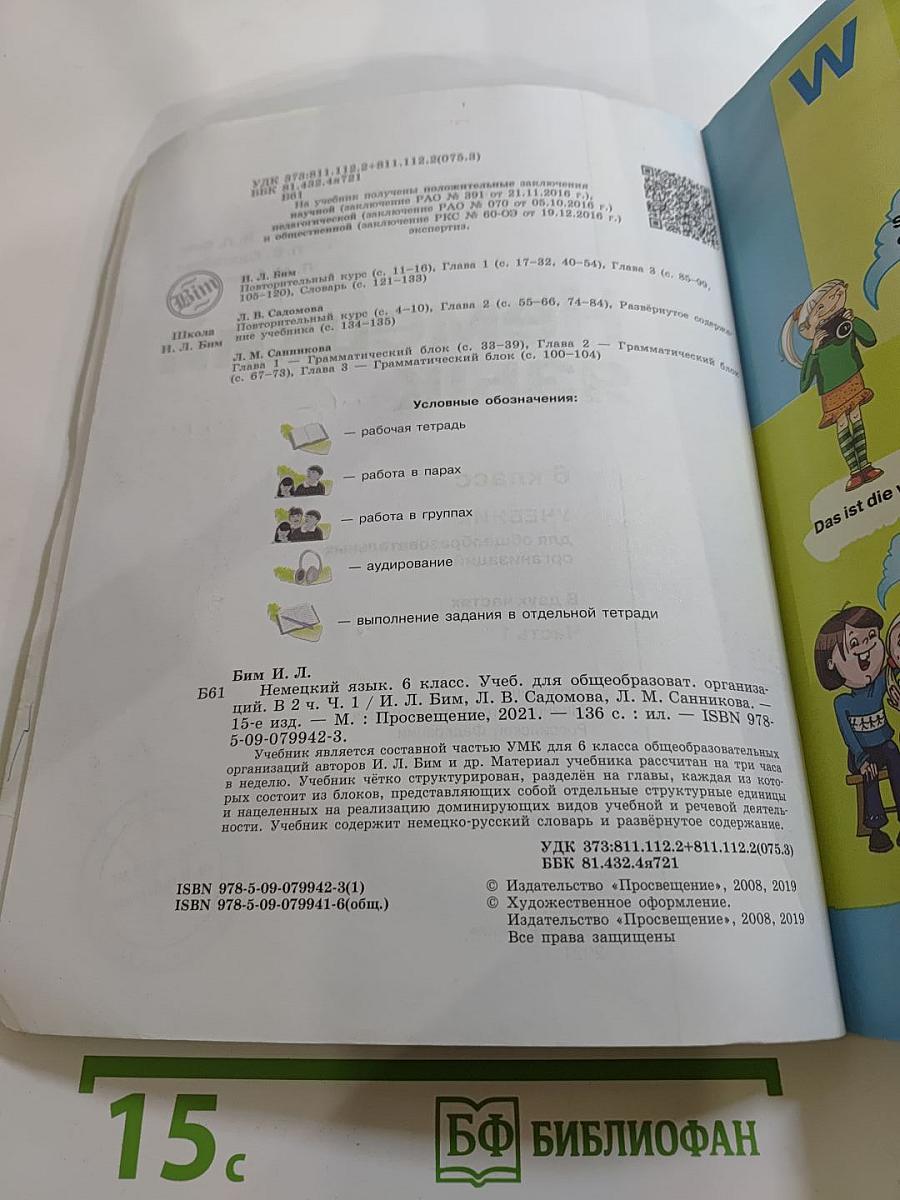 УДК 373:811.112.2+811.112.2(075.3)
ББК 81.432.4я721
Б61
На учебник получены положительные заключения
научной (заключение РАО № 391 от 21.11.2016 г.),
педагогической (заключение РАО № 070 от 05.10.2016 г.)
и общественной (заключение РКС № 60-ОЭ от 19.12.2016 г.)
экспертиз.
Bim
Школа
И. Л. Бим
И. Л. Бим
Повторительный курс (с. 11–16), Глава 1 (с. 17–32, 40–54), Глава 3 (с. 85–99,
105–120), Словарь (с. 121–133)
Л. В. Садомова
Повторительный курс (с. 4–10), Глава 2 (с. 55–66, 74–84), Развёрнутое содержа-
ние учебника (с. 134–135)
Л. М. Санникова
Глава 1 — Грамматический блок (с. 33–39), Глава 2 — Грамматический блок
(с. 67–73), Глава 3 — Грамматический блок (с. 100–104)
Условные обозначения:
— рабочая тетрадь
— работа в парах
— работа в группах
— аудирование
— выполнение задания в отдельной тетради
Бим И. Л.
Б61 Немецкий язык. 6 класс. Учеб. для общеобразоват. организа-
ций. В 2 ч. Ч. 1 / И. Л. Бим, Л. В. Садомова, Л. М. Санникова. —
15-е изд. — М. : Просвещение, 2021. — 136 с. : ил. — ISBN 978-
5-09-079942-3.
Учебник является составной частью УМК для 6 класса общеобразовательных
организаций авторов И. Л. Бим и др. Материал учебника рассчитан на три часа
в неделю. Учебник чётко структурирован, разделён на главы, каждая из кото-
рых состоит из блоков, представляющих собой отдельные структурные единицы
и нацеленных на реализацию доминирующих видов учебной и речевой деятель-
ности. Учебник содержит немецко-русский словарь и развёрнутое содержание.
УДК 373:811.112.2+811.112.2(075.3)
ББК 81.432.4я721
ISBN 978-5-09-079942-3(1)
ISBN 978-5-09-079941-6(общ.)
© Издательство «Просвещение», 2008, 2019
© Художественное оформление.
Издательство «Просвещение», 2008, 2019
Все права защищены
W
Das ist die
15 с
БФ БИБЛИОФАН